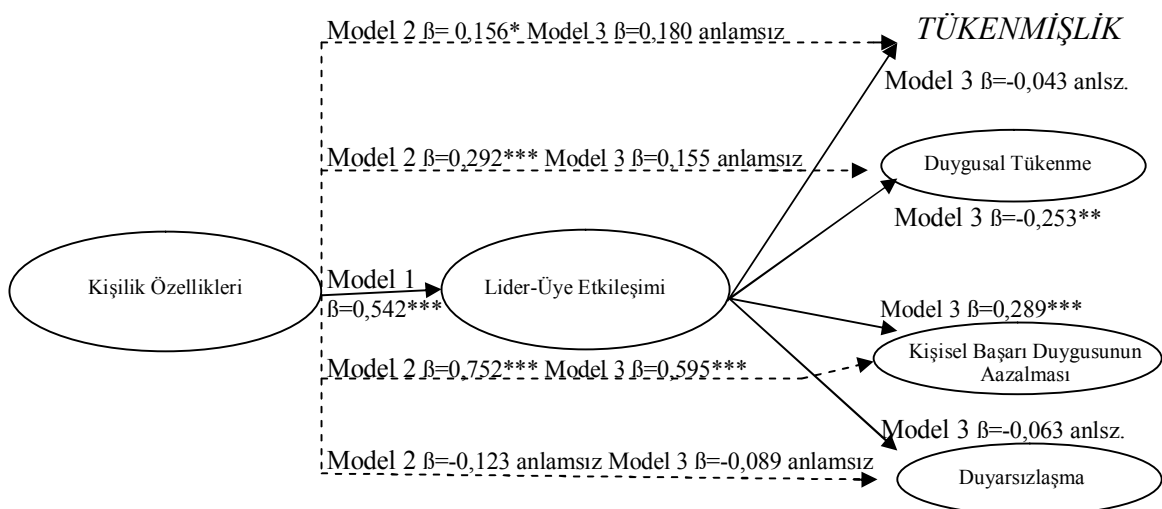 Model 2 ß= 0,156* Model 3 ß=0,180 anlamsız
TÜKENMİŞLİK
Model 3 ß=-0,043 anlsz.
Model 2 ß=0,292*** Model 3 ß=0,155 anlamsız
Duygusal Tükenme
Model 3 ß=-0,253**
Kişilik Özellikleri
Model 1
ß=0,542***
Lider-Üye Etkileşimi
Model 3 ß=0,289***
Model 2 ß=0,752*** Model 3 ß=0,595***
Kişisel Başarı Duygusunun
Aazalması
Model 3 ß=-0,063 anlsz.
Model 2 ß=-0,123 anlamsız Model 3 ß=-0,089 anlamsız
Duyarsızlaşma